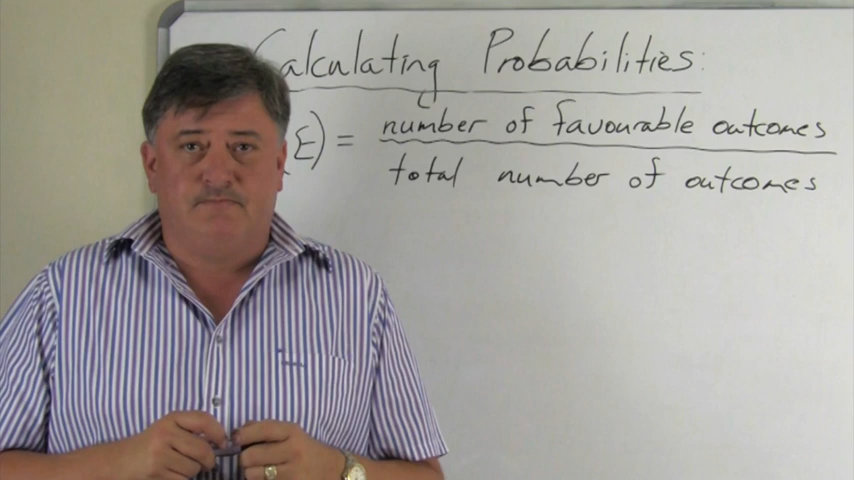 Calculating Probabilities:
E) = number of favourable outcomes
total number of outcomes